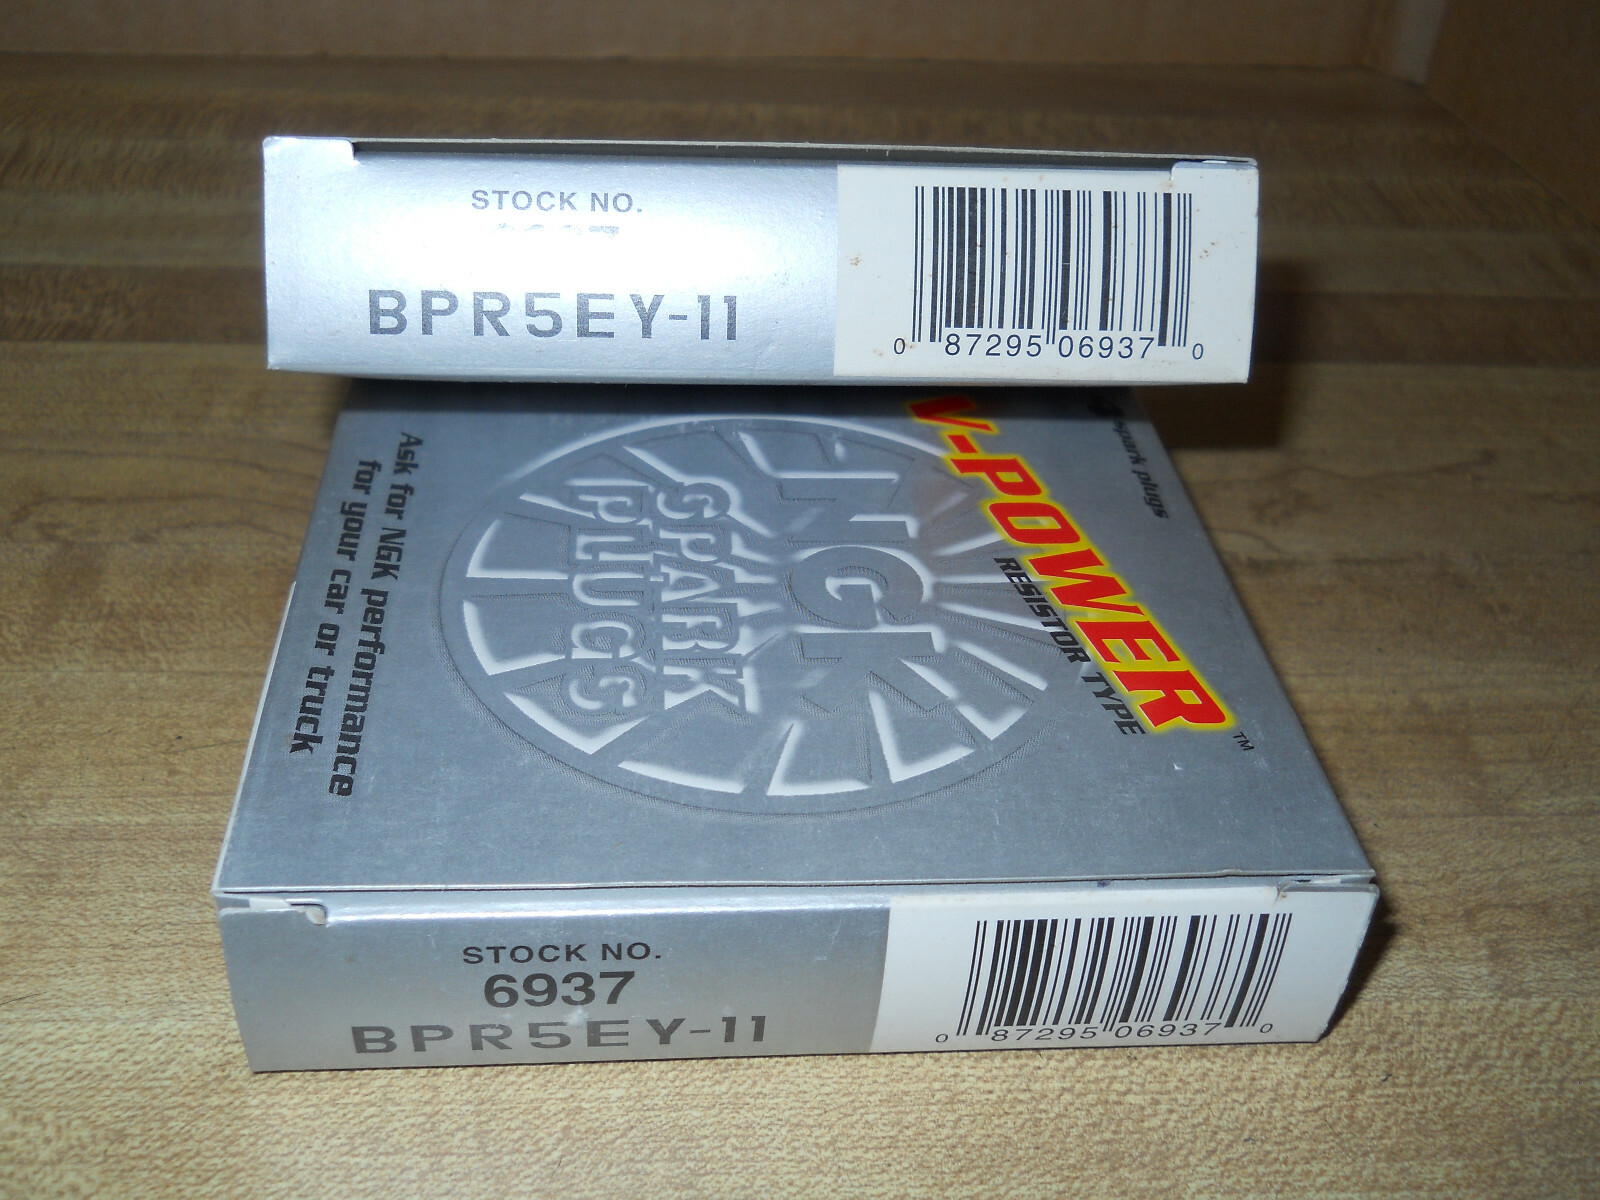 STOCK NO.
BPR5EY-11
0 87295 06937 0
spark plugs
V-POWER
RESISTOR TYPE
TM
NGK
SPARK
PLUGS
Ask for NGK performance
for your car or truck
STOCK NO.
6937
BPR5EY-11
0 87295 06937 0